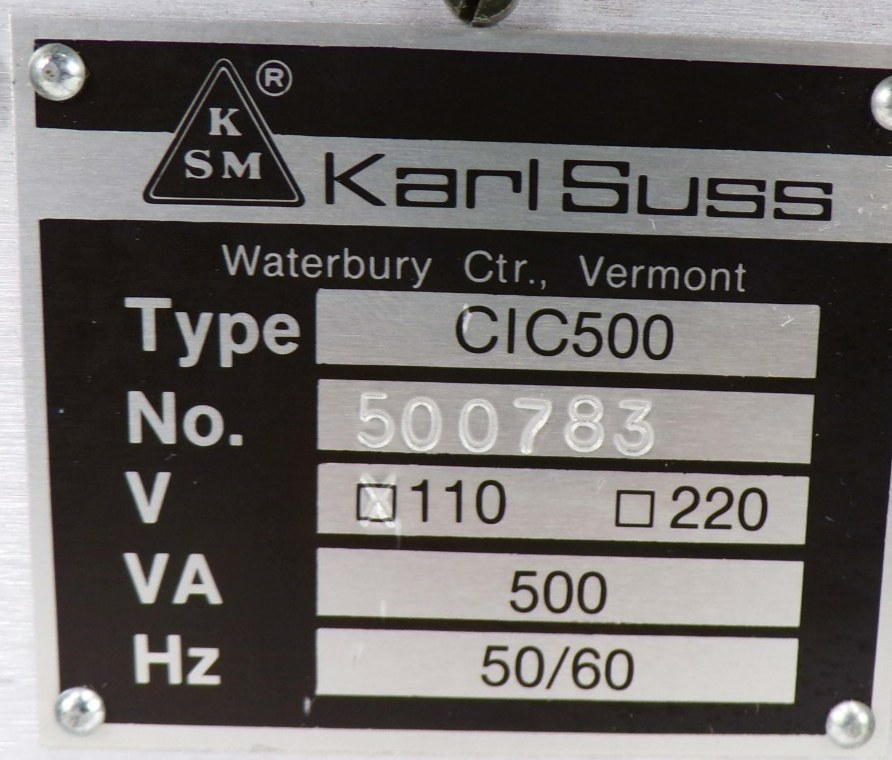 ®
K
SM
Karl Suss
Waterbury Ctr., Vermont
Type CIC500
No. 500783
V ☒ 110 ☐ 220
VA 500
Hz 50/60